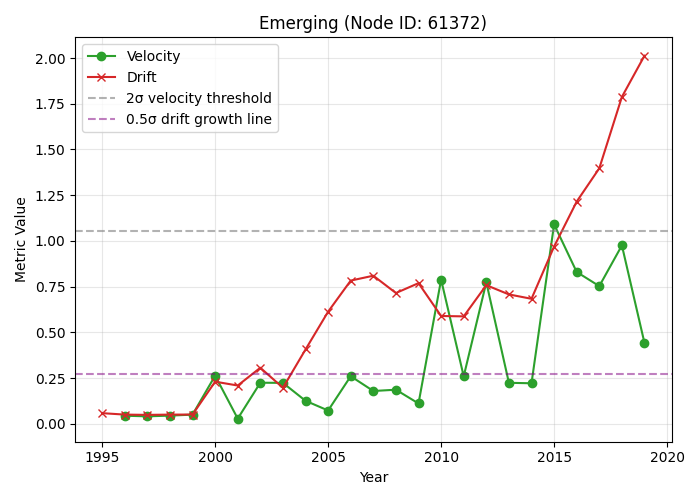 Emerging (Node ID: 61372)
Velocity
Drift
2σ velocity threshold
0.5σ drift growth line
Metric Value
2.00
1.75
1.50
1.25
1.00
0.75
0.50
0.25
0.00
1995
2000
2005
2010
2015
2020
Year